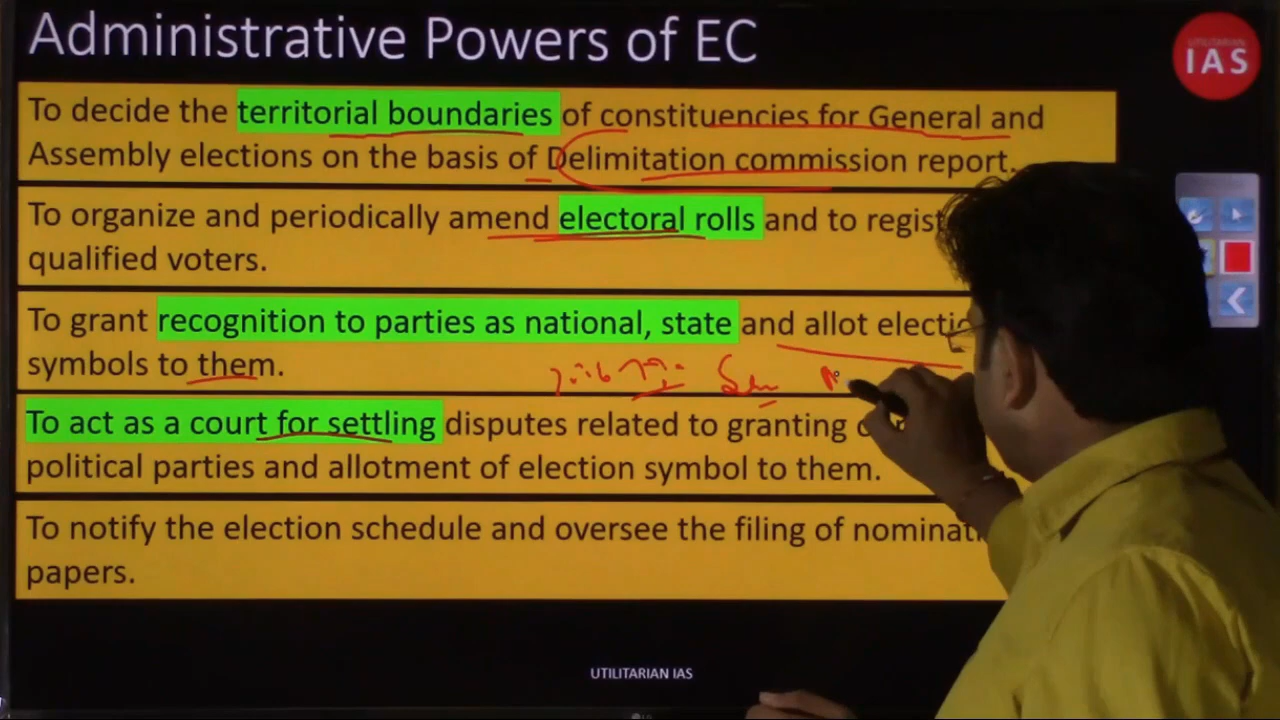 Administrative Powers of EC
UTILITARIAN
IAS
To decide the territorial boundaries of constituencies for General and
Assembly elections on the basis of Delimitation commission report.
To organize and periodically amend electoral rolls and to regist
qualified voters.
To grant recognition to parties as national, state and allot electio
symbols to them.
To act as a court for settling disputes related to granting
political parties and allotment of election symbol to them.
To notify the election schedule and oversee the filing of nominat
papers.
UTILITARIAN IAS